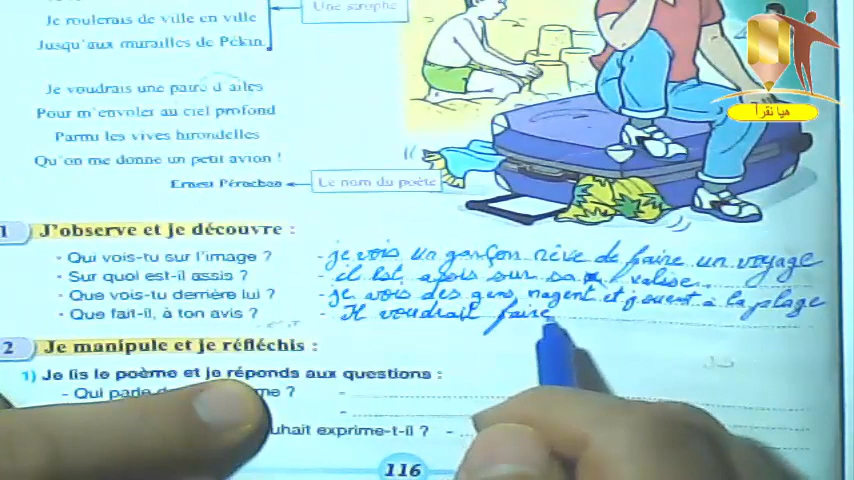 Je roulerais de ville en ville
Une strophe
Jusqu'aux murailles de Pékin.
Je voudrais une paire d'ailes
Pour m'envoler au ciel profond
Parmi les vives hirondelles
Qu'on me donne un petit avion !
Ernest Pérochon
Le nom du poète
هيا نقرأ
1 J'observe et je découvre :
• Qui vois-tu sur l'image ? - je vois un garçon rêve de faire un voyage
• Sur quoi est-il assis ? - il est assis sur sa valise.
• Que vois-tu derrière lui ? - je vois des gens nagent et jouent à la plage
• Que fait-il, à ton avis ? - Il voudrait faire
2 Je manipule et je réfléchis :
1) Je lis le poème et je réponds aux questions :
- Qui parle me ? -
-
uhait exprime-t-il ? -
116